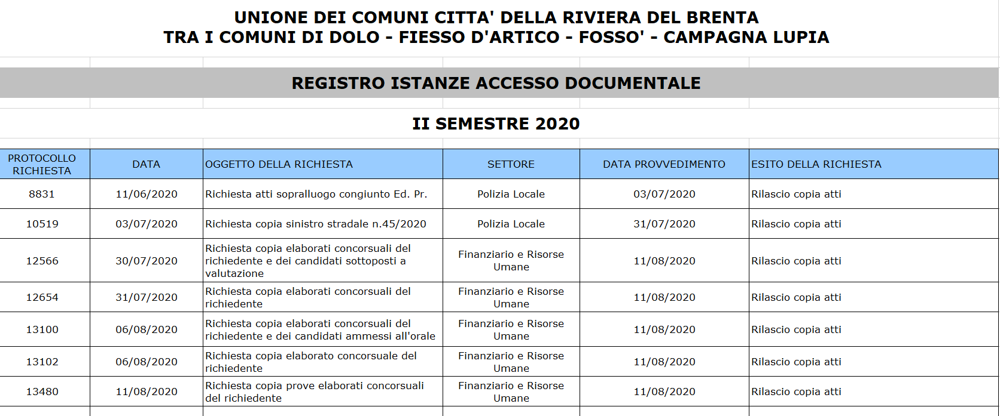 UNIONE DEI COMUNI CITTA' DELLA RIVIERA DEL BRENTA
TRA I COMUNI DI DOLO - FIESSO D'ARTICO - FOSSO' - CAMPAGNA LUPIA
REGISTRO ISTANZE ACCESSO DOCUMENTALE
II SEMESTRE 2020
PROTOCOLLO RICHIESTA DATA OGGETTO DELLA RICHIESTA SETTORE DATA PROVVEDIMENTO ESITO DELLA RICHIESTA
8831 11/06/2020 Richiesta atti sopralluogo congiunto Ed. Pr. Polizia Locale 03/07/2020 Rilascio copia atti
10519 03/07/2020 Richiesta copia sinistro stradale n.45/2020 Polizia Locale 31/07/2020 Rilascio copia atti
12566 30/07/2020 Richiesta copia elaborati concorsuali del richiedente e dei candidati sottoposti a valutazione Finanziario e Risorse Umane 11/08/2020 Rilascio copia atti
12654 31/07/2020 Richiesta copia elaborati concorsuali del richiedente Finanziario e Risorse Umane 11/08/2020 Rilascio copia atti
13100 06/08/2020 Richiesta copia elaborati concorsuali del richiedente e dei candidati ammessi all'orale Finanziario e Risorse Umane 11/08/2020 Rilascio copia atti
13102 06/08/2020 Richiesta copia elaborato concorsuale del richiedente Finanziario e Risorse Umane 11/08/2020 Rilascio copia atti
13480 11/08/2020 Richiesta copia prove elaborati concorsuali del richiedente Finanziario e Risorse Umane 11/08/2020 Rilascio copia atti